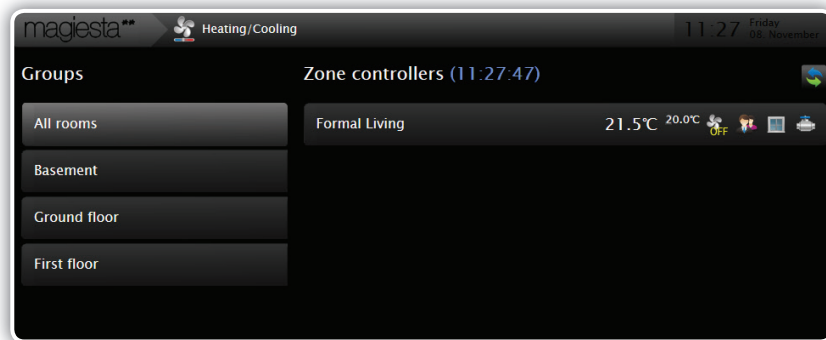 magiesta
Heating/Cooling
11:27
Friday
08. November
Groups
Zone controllers (11:27:47)
All rooms
Formal Living
21.5℃ 20.0℃ OFF
Basement
Ground floor
First floor